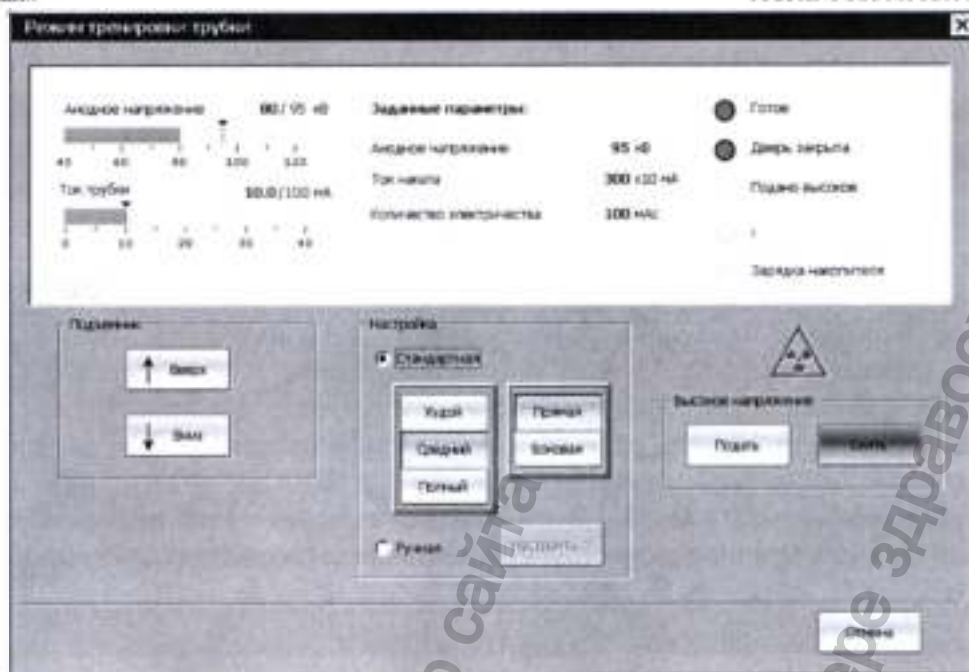 Режим тренировки трубки
Анодное напряжение 80 / 95 кВ
40 60 80 100 120
Ток трубки 10.0 / 100 мА
0 10 20 30 40
Заданные параметры:
Анодное напряжение 95 кВ
Ток накала 300 x10 мА
Количество электричества 100 мАс
Готов
Дверь закрыта
Подано высокое
Зарядка накопителя
Подъемник
Вверх
Вниз
Настройка
Стандартная
Худой
Средний
Полный
Прямая
Боковая
Ручная
Высокое напряжение
Подать
Снять
Отмена
сайта